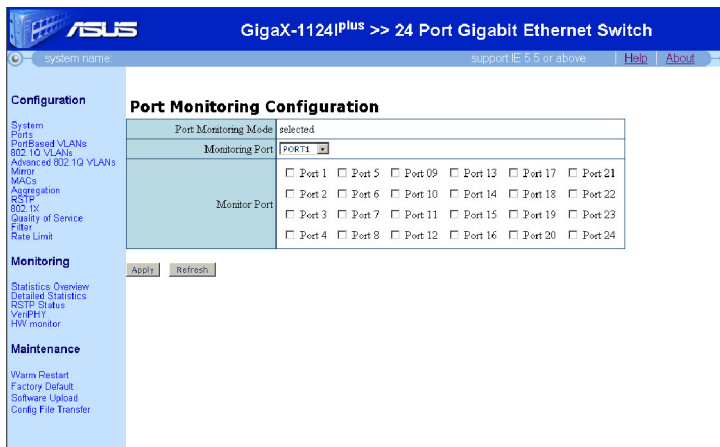 ASUS
GigaX-1124iplus >> 24 Port Gigabit Ethernet Switch
system name:
support IE 5.5 or above
Help
About
Configuration
System
Ports
PortBased VLANs
802.1Q VLANs
Advanced 802.1Q VLANs
Mirror
MACs
Aggregation
RSTP
802.1X
Quality of Service
Filter
Rate Limit
Monitoring
Statistics Overview
Detailed Statistics
RSTP Status
VeriPHY
HW monitor
Maintenance
Warm Restart
Factory Default
Software Upload
Config File Transfer
Port Monitoring Configuration
Port Monitoring Mode selected
Monitoring Port PORT1
Monitor Port
Port 1 Port 5 Port 09 Port 13 Port 17 Port 21
Port 2 Port 6 Port 10 Port 14 Port 18 Port 22
Port 3 Port 7 Port 11 Port 15 Port 19 Port 23
Port 4 Port 8 Port 12 Port 16 Port 20 Port 24
Apply Refresh